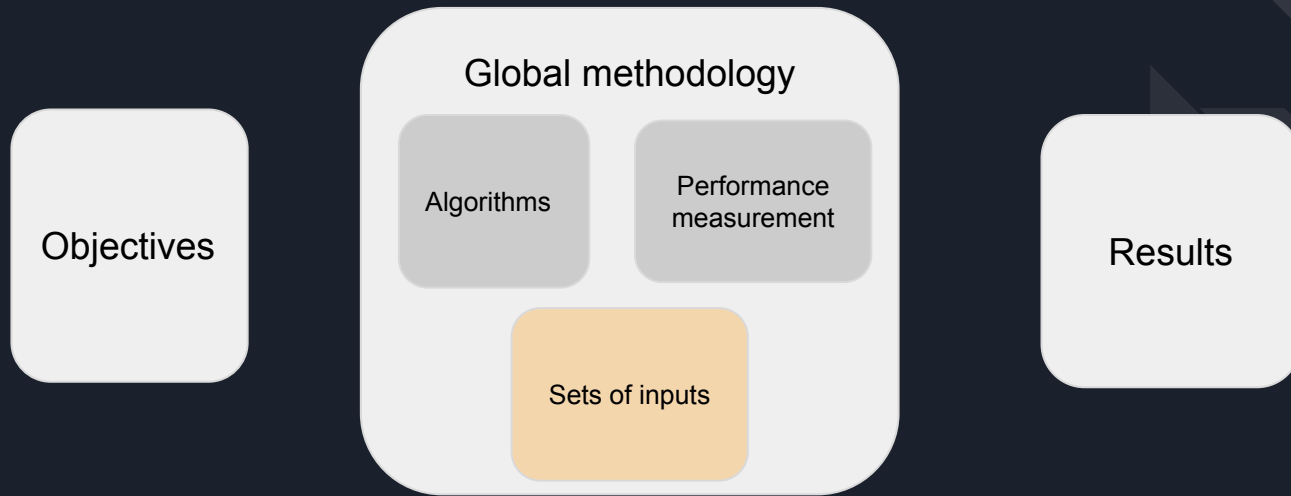 Global methodology
Objectives
Algorithms
Performance
measurement
Sets of inputs
Results